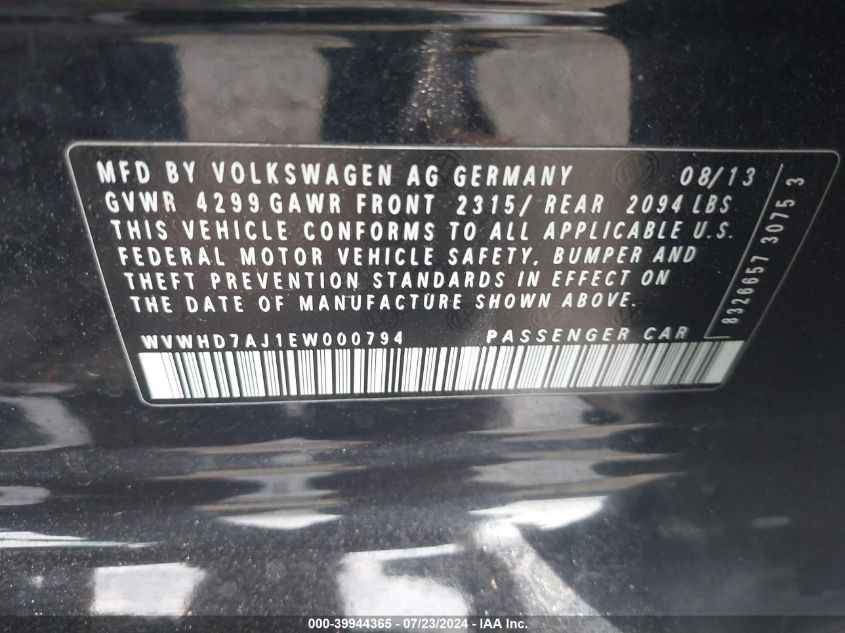 MFD BY VOLKSWAGEN AG GERMANY 08/13
GVWR 4299 GAWR FRONT 2315/ REAR 2094 LBS
THIS VEHICLE CONFORMS TO ALL APPLICABLE U.S.
FEDERAL MOTOR VEHICLE SAFETY, BUMPER AND
THEFT PREVENTION STANDARDS IN EFFECT ON
THE DATE OF MANUFACTURE SHOWN ABOVE.
WVWHD7AJ1EW000794 PASSENGER CAR
8326657 3075 3
000-39944365 - 07/23/2024 - IAA Inc.